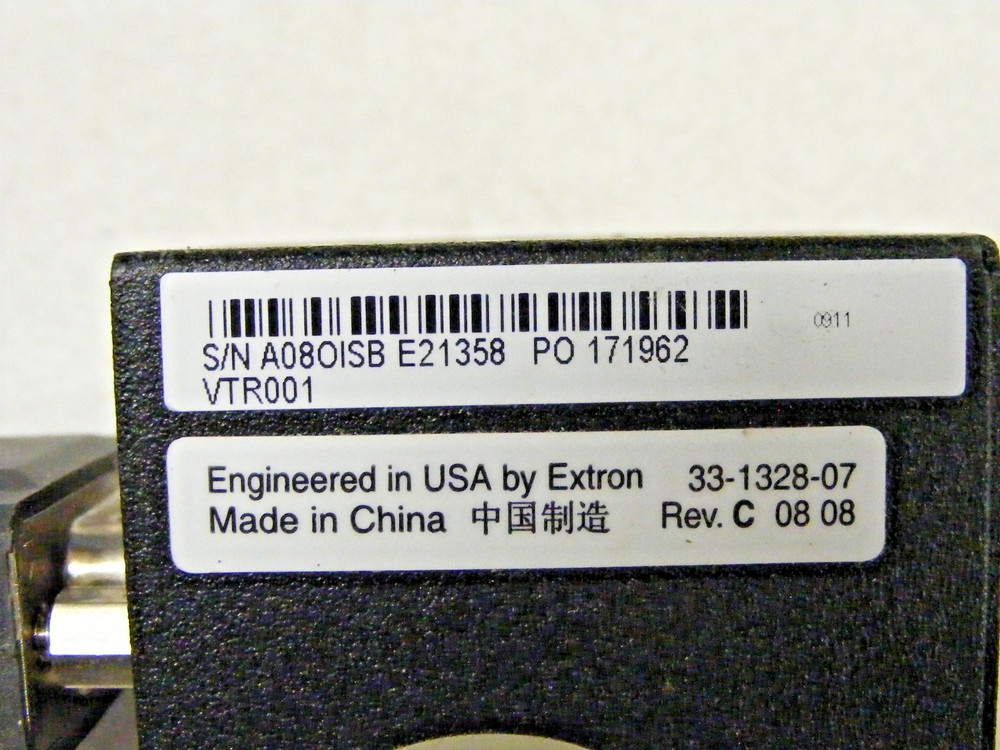 S/N A08OISB E21358 PO 171962
VTR001
0911
Engineered in USA by Extron 33-1328-07
Made in China 中国制造 Rev. C 08 08